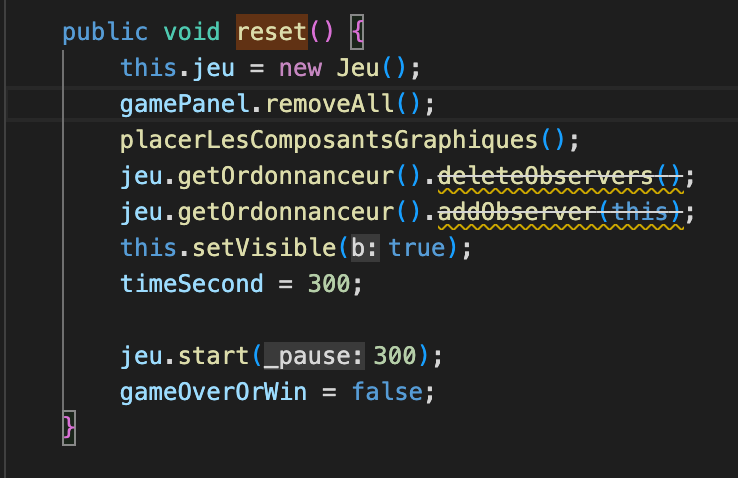 public void reset() {
this.jeu = new Jeu();
gamePanel.removeAll();
placerLesComposantsGraphiques();
jeu.getOrdonnanceur().deleteObservers();
jeu.getOrdonnanceur().addObserver(this);
this.setVisible(b: true);
timeSecond = 300;
jeu.start(_pause: 300);
gameOverOrWin = false;
}